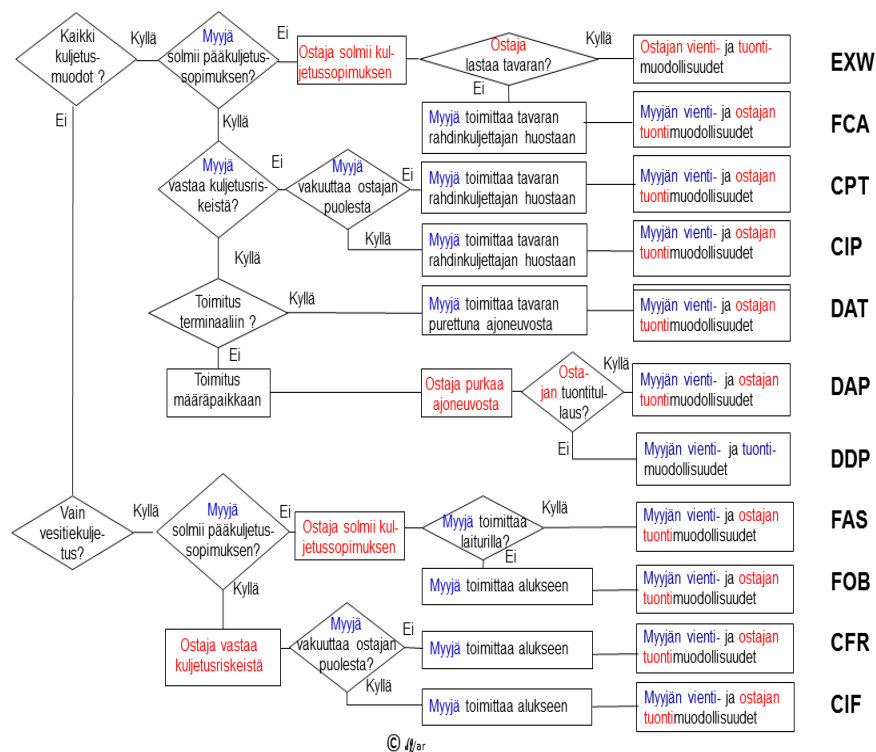 Kaikki
kuljetus-
muodot ?
Kyllä
Myyjä
solmii pääkuljetus-
sopimuksen?
Ei
Ostaja solmii kul-
jetussopimuksen
Ostaja
lastaa tavaran?
Kyllä
Ostajan vienti- ja tuonti-
muodollisuudet
EXW
Ei
Ei
Kyllä
Myyjä toimittaa tavaran
rahdinkuljettajan huostaan
Myyjän vienti- ja ostajan
tuontimuodollisuudet
FCA
Myyjä
vastaa kuljetusris-
keistä?
Ei
Myyjä
vakuuttaa ostajan
puolesta
Ei
Myyjä toimittaa tavaran
rahdinkuljettajan huostaan
Myyjän vienti- ja ostajan
tuontimuodollisuudet
CPT
Kyllä
Myyjä toimittaa tavaran
rahdinkuljettajan huostaan
Myyjän vienti- ja ostajan
tuontimuodollisuudet
CIP
Kyllä
Toimitus
terminaaliin ?
Kyllä
Myyjä toimittaa tavaran
purettuna ajoneuvosta
Myyjän vienti- ja ostajan
tuontimuodollisuudet
DAT
Ei
Toimitus
määräpaikkaan
Ostaja purkaa
ajoneuvosta
Osta-
jan tuontitul-
laus?
Kyllä
Myyjän vienti- ja ostajan
tuontimuodollisuudet
DAP
Ei
Myyjän vienti- ja tuonti-
muodollisuudet
DDP
Vain
vesitiekulje-
tus?
Kyllä
Myyjä
solmii pääkuljetus-
sopimuksen?
Ei
Ostaja solmii kul-
jetussopimuksen
Myyjä toimittaa
laiturilla?
Kyllä
Myyjän vienti- ja ostajan
tuontimuodollisuudet
FAS
Ei
Myyjä toimittaa alukseen
Myyjän vienti- ja ostajan
tuontimuodollisuudet
FOB
Kyllä
Ostaja vastaa
kuljetusriskeistä
Myyjä
vakuuttaa ostajan
puolesta?
Ei
Myyjä toimittaa alukseen
Myyjän vienti- ja ostajan
tuontimuodollisuudet
CFR
Kyllä
Myyjä toimittaa alukseen
Myyjän vienti- ja ostajan
tuontimuodollisuudet
CIF
©